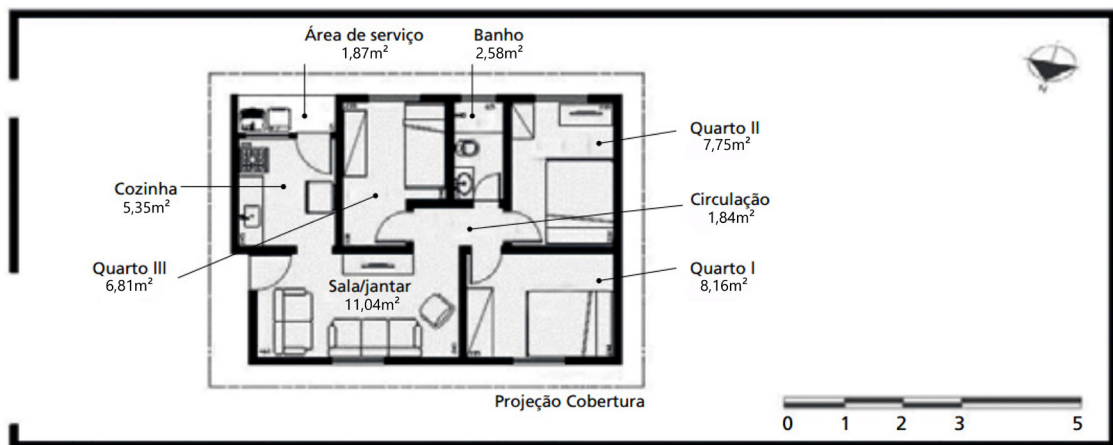 Área de serviço
1,87m²
Banho
2,58m²
N
Quarto II
7,75m²
Cozinha
5,35m²
Circulação
1,84m²
Quarto III
6,81m²
Sala/jantar
11,04m²
Quarto I
8,16m²
Projeção Cobertura
0 1 2 3 5